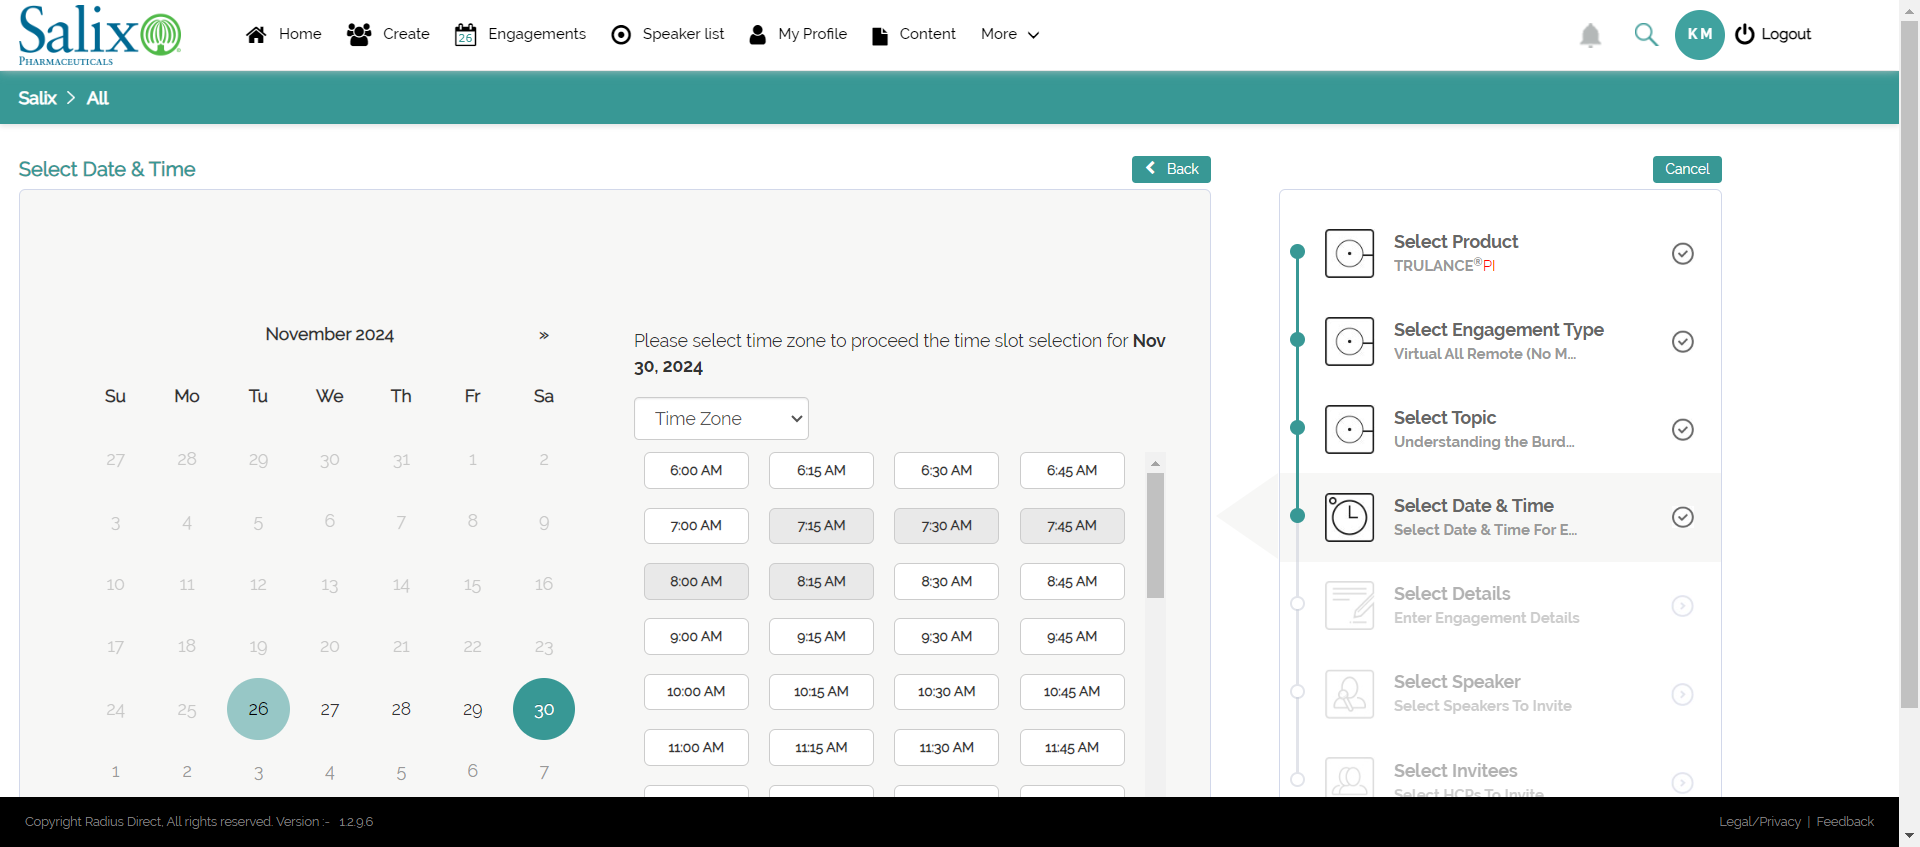 Salix
PHARMACEUTICALS
Home
Create
26
Engagements
Speaker list
My Profile
Content
More
KM
Logout
Salix > All
Select Date & Time
Back
Cancel
November 2024 »
Su Mo Tu We Th Fr Sa
27 28 29 30 31 1 2
3 4 5 6 7 8 9
10 11 12 13 14 15 16
17 18 19 20 21 22 23
24 25 26 27 28 29 30
1 2 3 4 5 6 7
Please select time zone to proceed the time slot selection for Nov
30, 2024
Time Zone
6:00 AM 6:15 AM 6:30 AM 6:45 AM
7:00 AM 7:15 AM 7:30 AM 7:45 AM
8:00 AM 8:15 AM 8:30 AM 8:45 AM
9:00 AM 9:15 AM 9:30 AM 9:45 AM
10:00 AM 10:15 AM 10:30 AM 10:45 AM
11:00 AM 11:15 AM 11:30 AM 11:45 AM
Select Product
TRULANCE®PI
Select Engagement Type
Virtual All Remote (No M...
Select Topic
Understanding the Burd...
Select Date & Time
Select Date & Time For E...
Select Details
Enter Engagement Details
Select Speaker
Select Speakers To Invite
Select Invitees
Select HCPs To Invite
Copyright Radius Direct, All rights reserved. Version :- 1.2.9.6
Legal/Privacy | Feedback